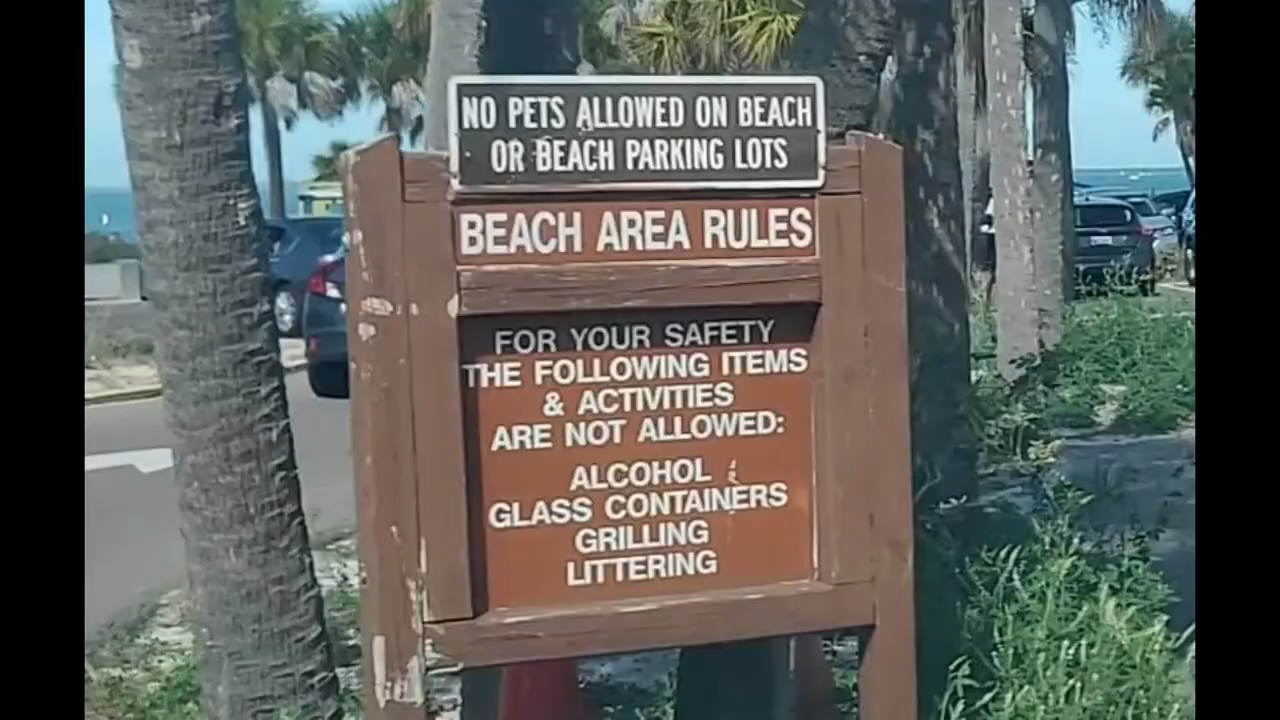 NO PETS ALLOWED ON BEACH
OR BEACH PARKING LOTS
BEACH AREA RULES
FOR YOUR SAFETY
THE FOLLOWING ITEMS
& ACTIVITIES
ARE NOT ALLOWED:
ALCOHOL
GLASS CONTAINERS
GRILLING
LITTERING